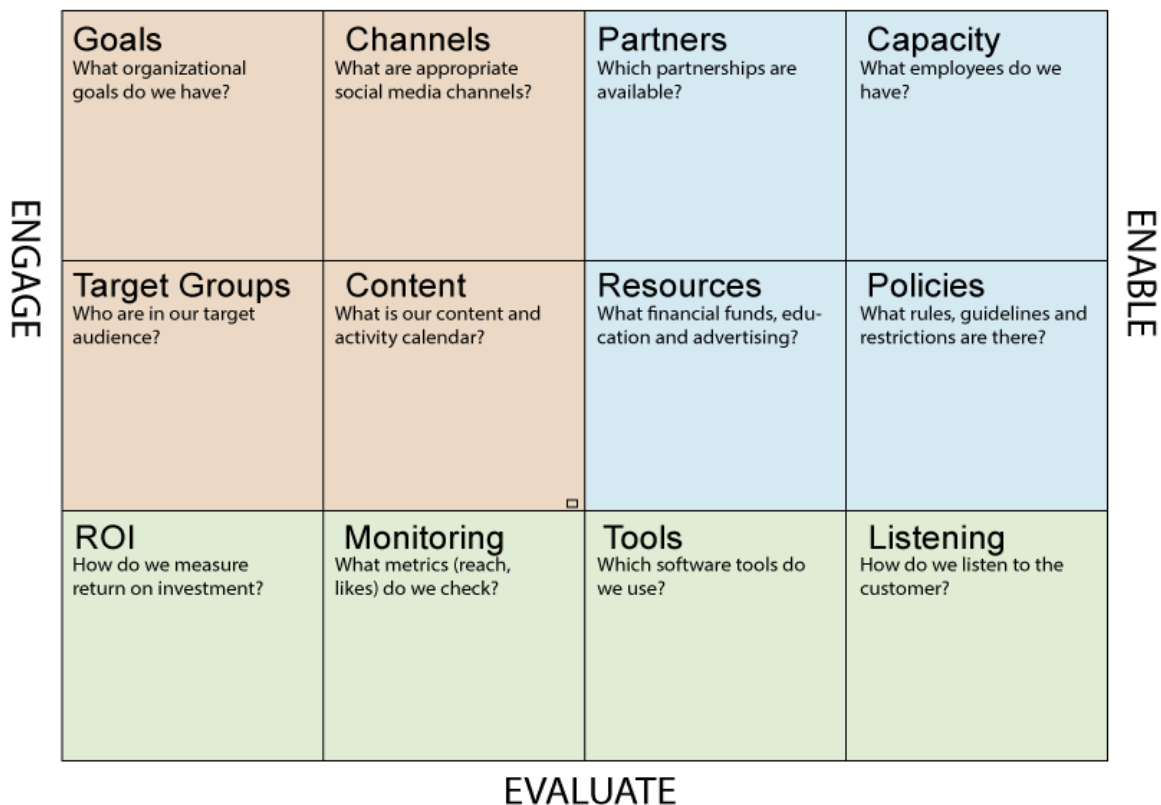 Goals
What organizational
goals do we have?
Channels
What are appropriate
social media channels?
Partners
Which partnerships are
available?
Capacity
What employees do we
have?
ENGAGE
ENABLE
Target Groups
Who are in our target
audience?
Content
What is our content and
activity calendar?
Resources
What financial funds, edu-
cation and advertising?
Policies
What rules, guidelines and
restrictions are there?
ROI
How do we measure
return on investment?
Monitoring
What metrics (reach,
likes) do we check?
Tools
Which software tools do
we use?
Listening
How do we listen to the
customer?
EVALUATE